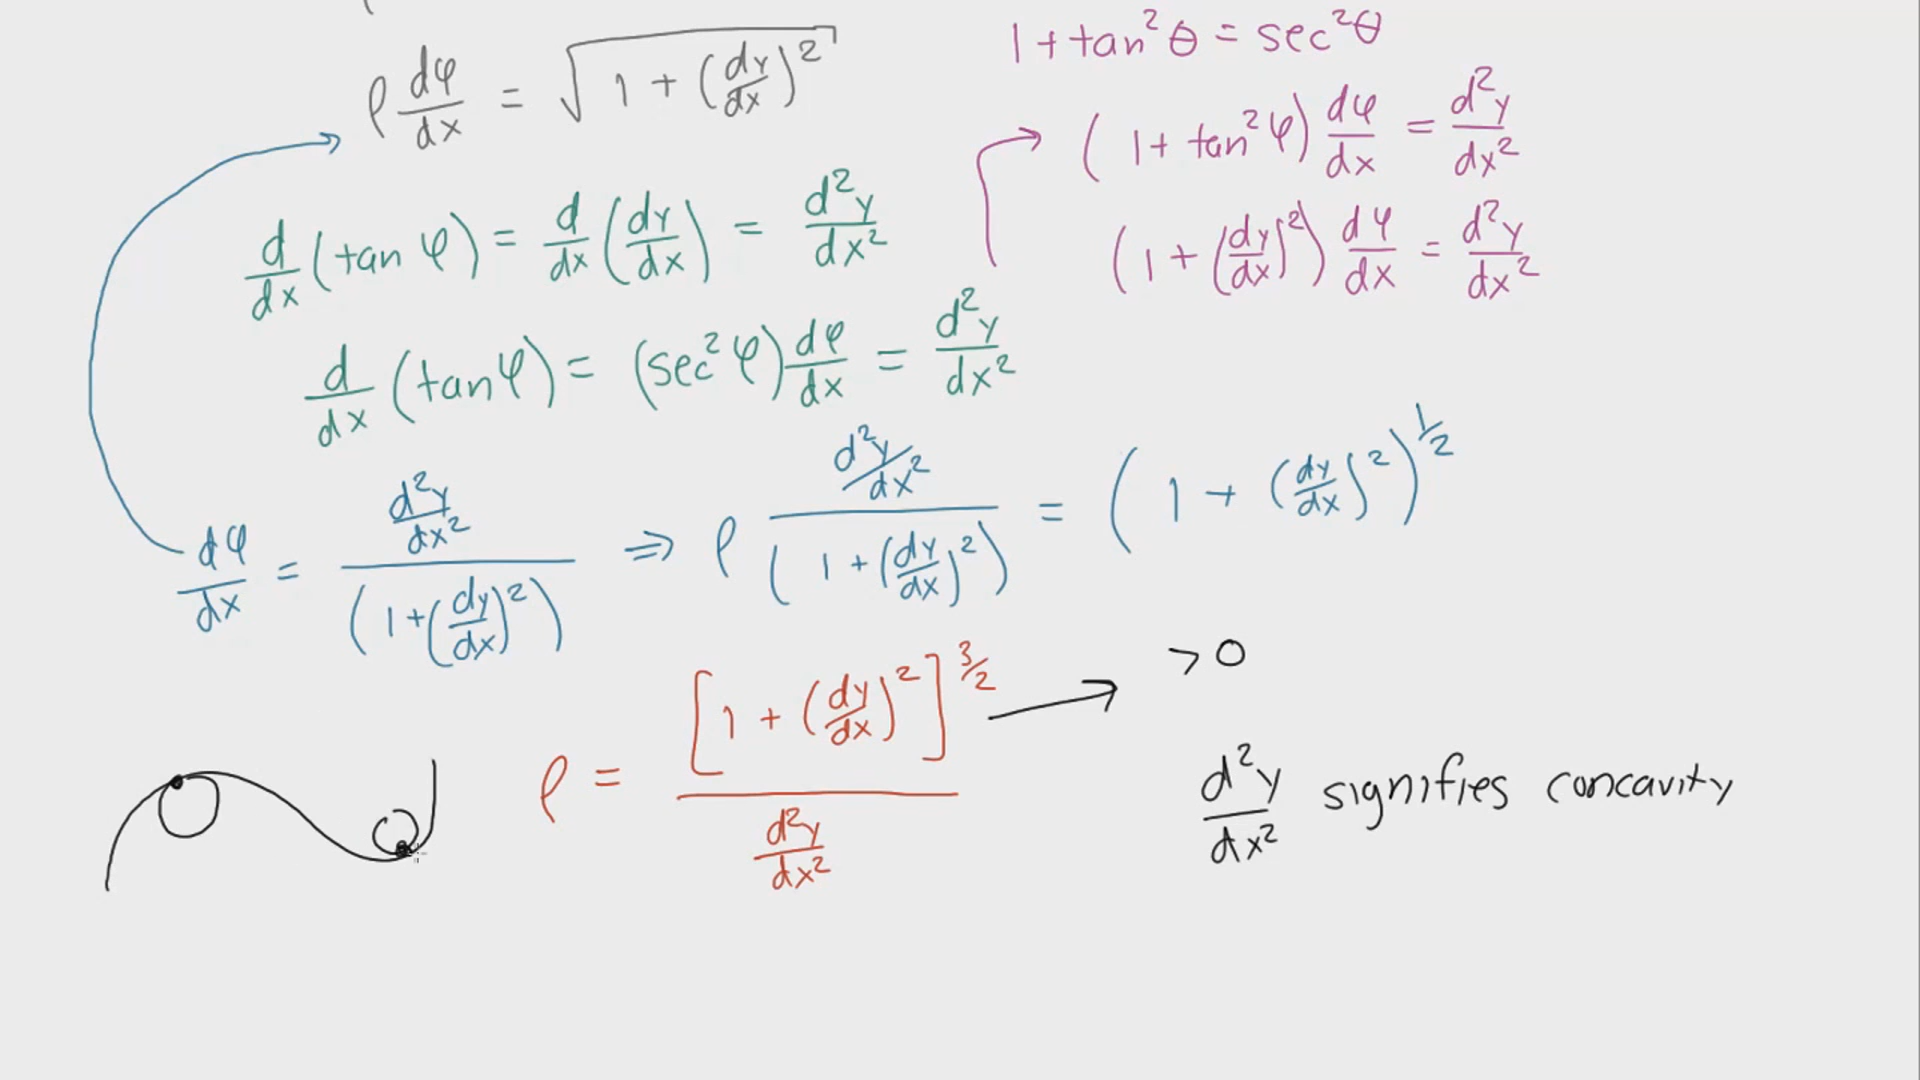 ρ dφ/dx = √(1 + (dy/dx)²)
d/dx (tan φ) = d/dx (dy/dx) = d²y/dx²
d/dx (tan φ) = (sec² φ) dφ/dx = d²y/dx²
1 + tan² θ = sec² θ
(1 + tan² φ) dφ/dx = d²y/dx²
(1 + (dy/dx)²) dφ/dx = d²y/dx²
dφ/dx = (d²y/dx²)/(1 + (dy/dx)²) ⇒ ρ (d²y/dx²)/(1 + (dy/dx)²) = (1 + (dy/dx)²)^(1/2)
ρ = [1 + (dy/dx)²]^(3/2) / (d²y/dx²)
> 0
d²y/dx² signifies concavity